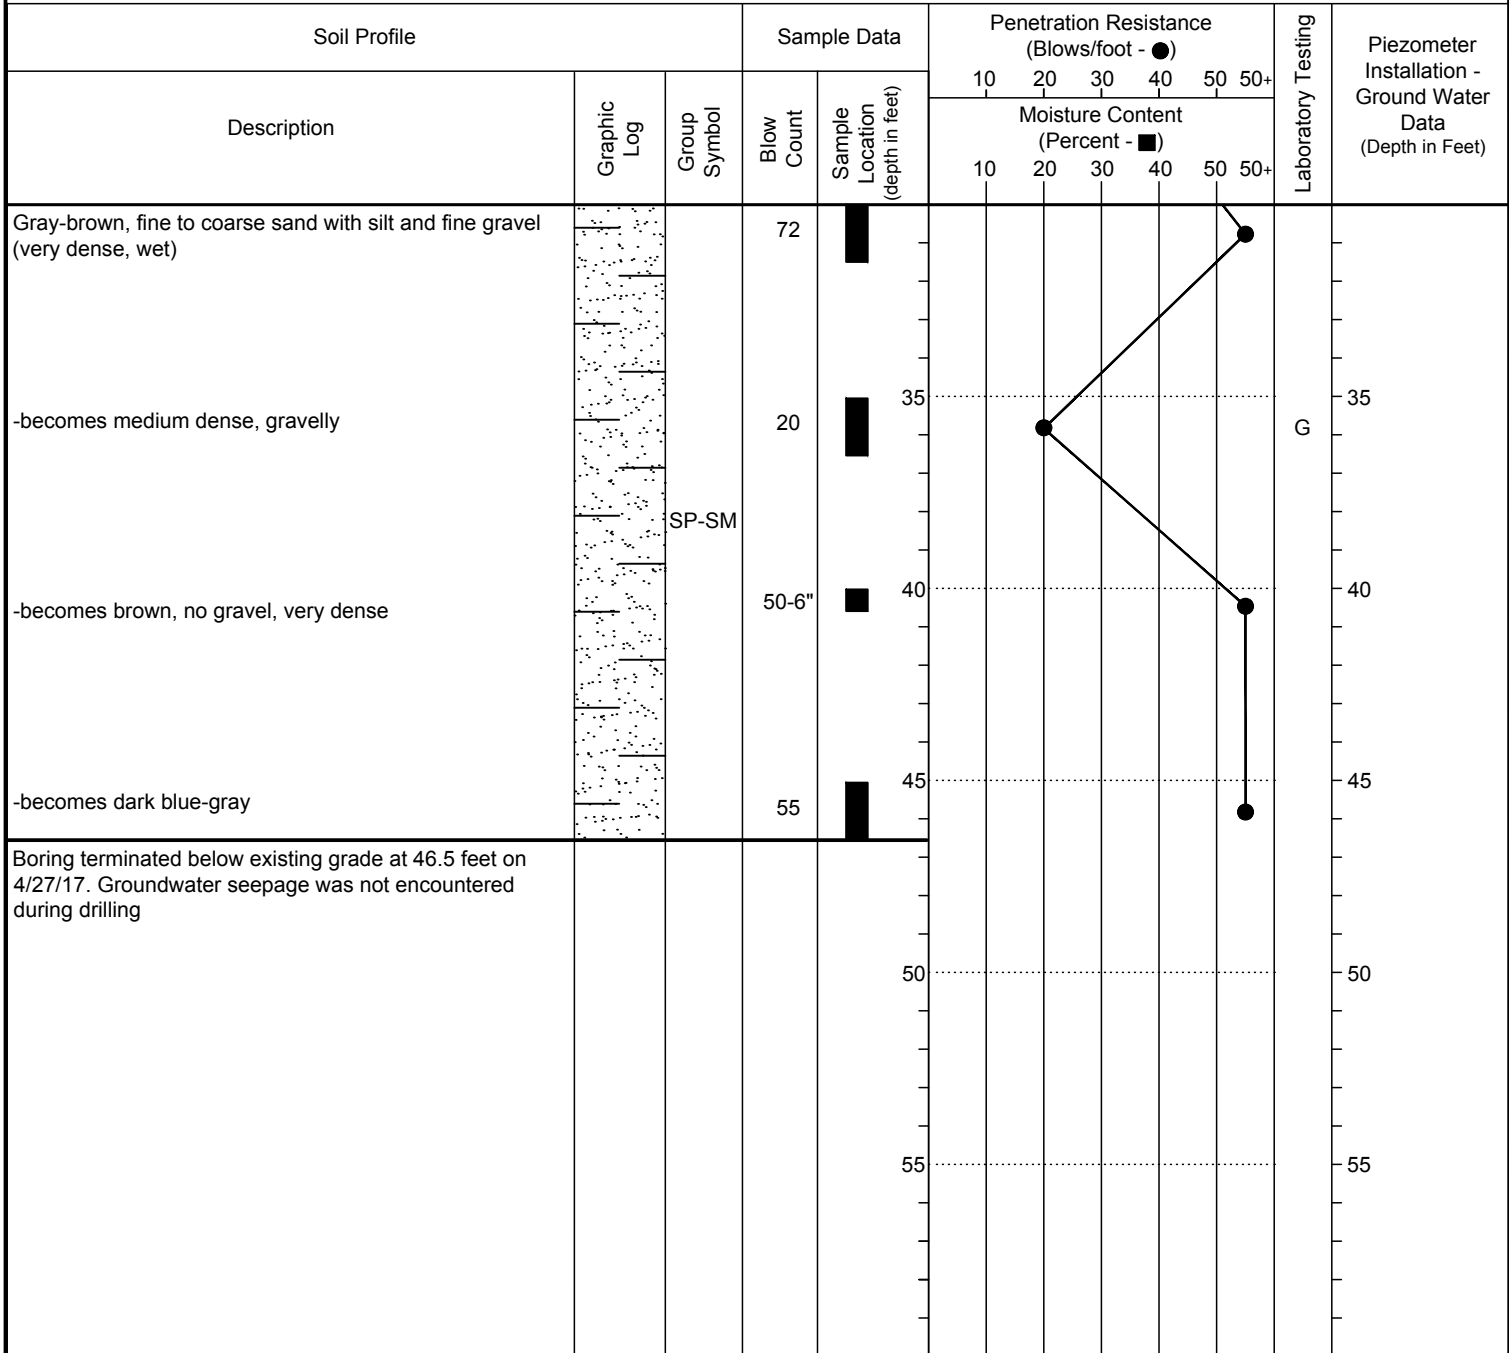 Soil Profile
Sample Data
Penetration Resistance
(Blows/foot - ●)
10 20 30 40 50 50+
Moisture Content
(Percent - ■)
10 20 30 40 50 50+
Laboratory Testing
Piezometer
Installation -
Ground Water
Data
(Depth in Feet)
Description
Graphic
Log
Group
Symbol
Blow
Count
Sample
Location
(depth in feet)
Gray-brown, fine to coarse sand with silt and fine gravel
(very dense, wet)
72
35 35
-becomes medium dense, gravelly
20
G
SP-SM
40 40
-becomes brown, no gravel, very dense
50-6"
45 45
-becomes dark blue-gray
55
Boring terminated below existing grade at 46.5 feet on
4/27/17. Groundwater seepage was not encountered
during drilling
50 50
55 55